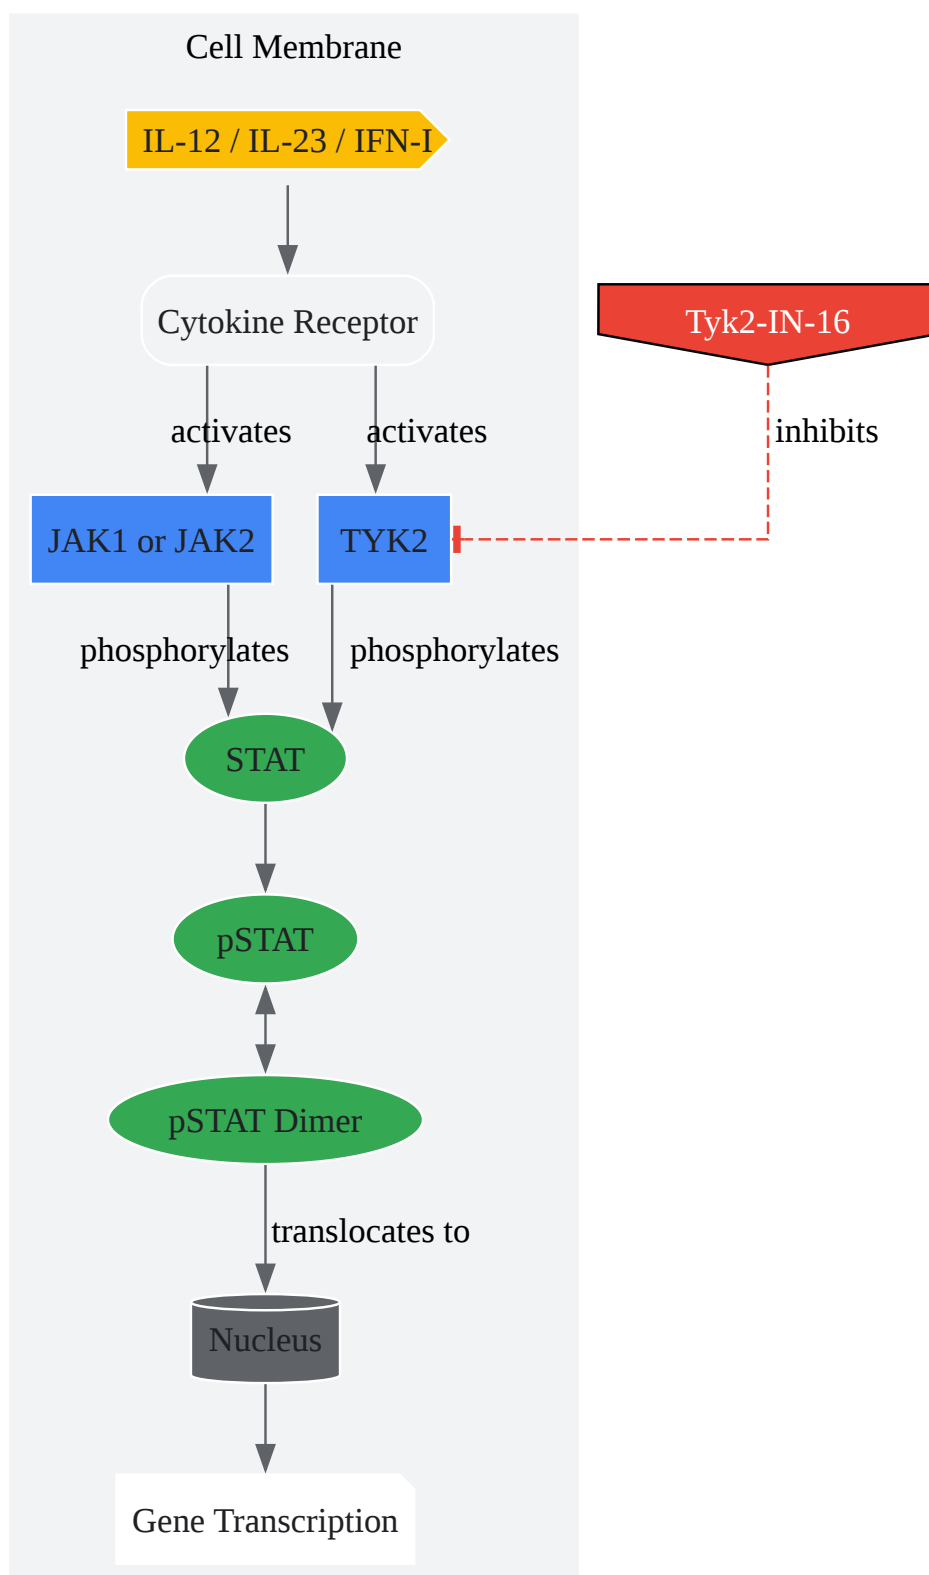 Cell Membrane
IL-12 / IL-23 / IFN-I
Cytokine Receptor
Tyk2-IN-16
activates
activates
inhibits
JAK1 or JAK2
TYK2
phosphorylates
phosphorylates
STAT
pSTAT
pSTAT Dimer
translocates to
Nucleus
Gene Transcription